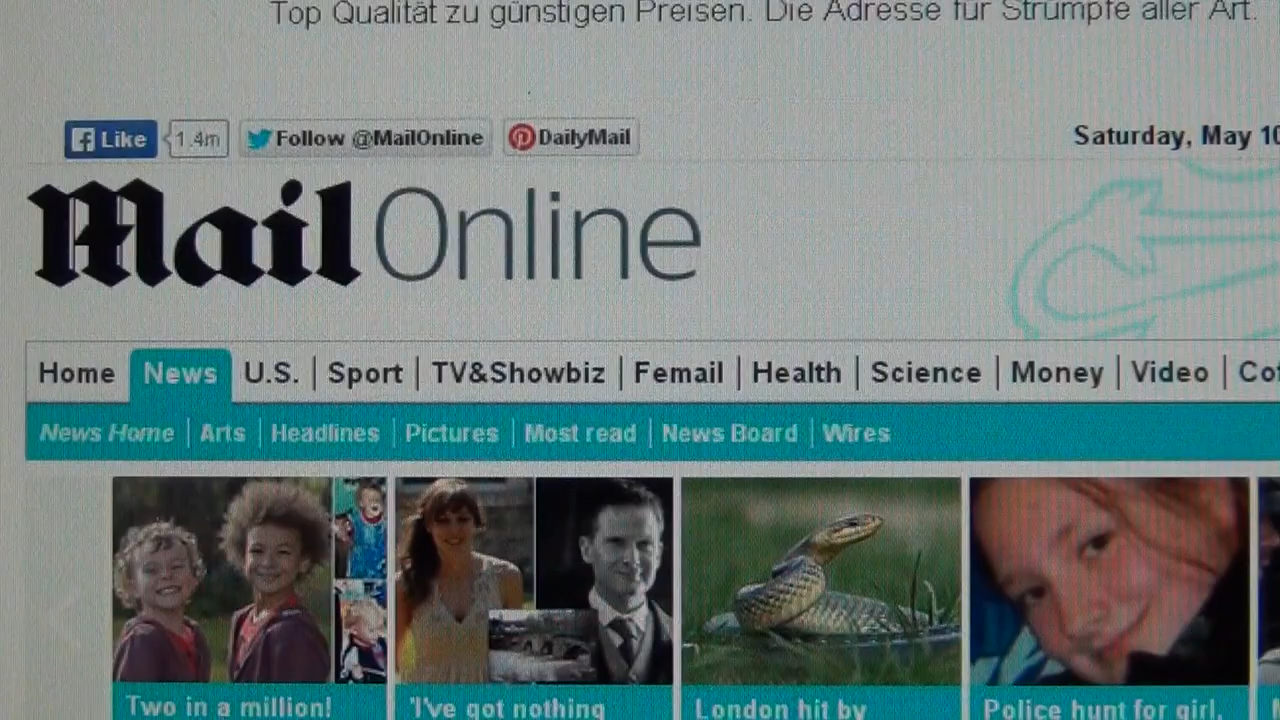 Top Qualität zu günstigen Preisen. Die Adresse für Strümpfe aller Art.
Like 1.4m Follow @MailOnline DailyMail Saturday, May 10
Mail Online
Home News U.S. Sport TV&Showbiz Femail Health Science Money Video
News Home Arts Headlines Pictures Most read News Board Wires
Two in a million! 'I've got nothing London hit by Police hunt for girl,